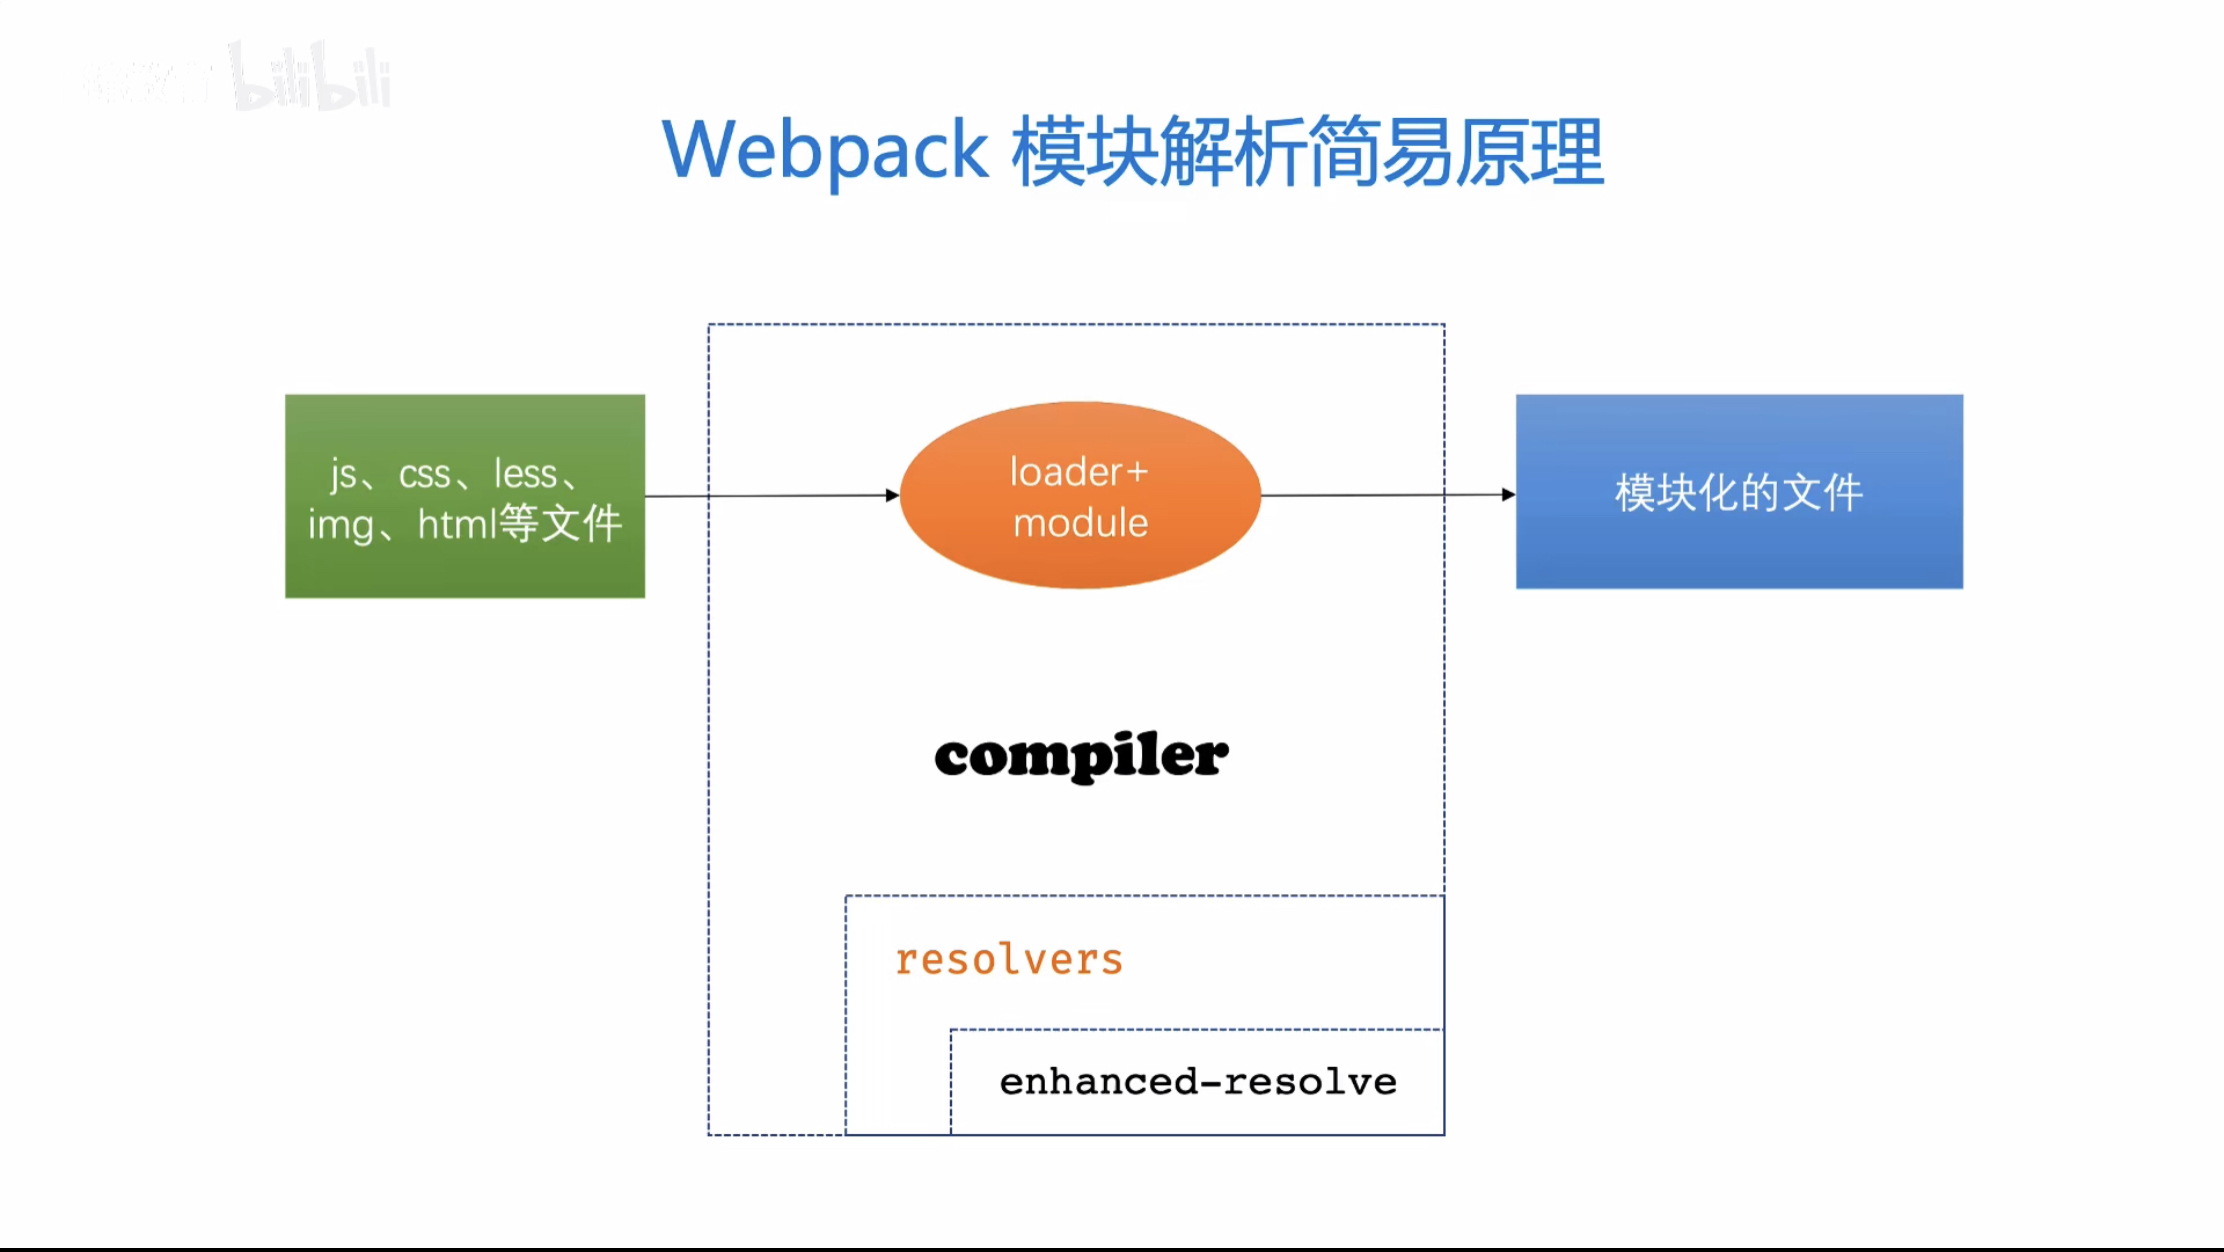 bilibili
Webpack 模块解析简易原理
js、css、less、
img、html等文件
loader+
module
模块化的文件
compiler
resolvers
enhanced-resolve